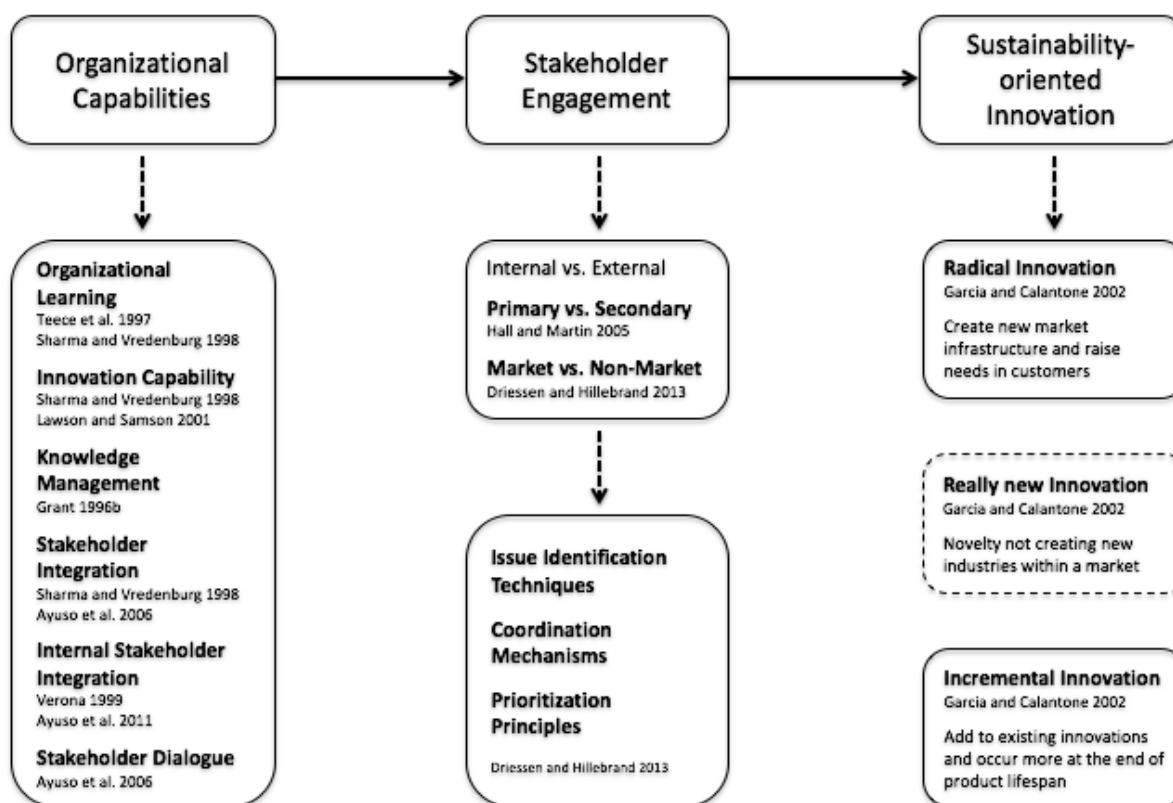 Organizational
Capabilities
Stakeholder
Engagement
Sustainability-
oriented
Innovation
Organizational
Learning
Teece et al. 1997
Sharma and Vredenburg 1998
Innovation Capability
Sharma and Vredenburg 1998
Lawson and Samson 2001
Knowledge
Management
Grant 1996b
Stakeholder
Integration
Sharma and Vredenburg 1998
Ayuso et al. 2006
Internal Stakeholder
Integration
Verona 1999
Ayuso et al. 2011
Stakeholder Dialogue
Ayuso et al. 2006
Internal vs. External
Primary vs. Secondary
Hall and Martin 2005
Market vs. Non-Market
Driessen and Hillebrand 2013
Issue Identification
Techniques
Coordination
Mechanisms
Prioritization
Principles
Driessen and Hillebrand 2013
Radical Innovation
Garcia and Calantone 2002
Create new market
infrastructure and raise
needs in customers
Really new Innovation
Garcia and Calantone 2002
Novelty not creating new
industries within a market
Incremental Innovation
Garcia and Calantone 2002
Add to existing innovations
and occur more at the end of
product lifespan